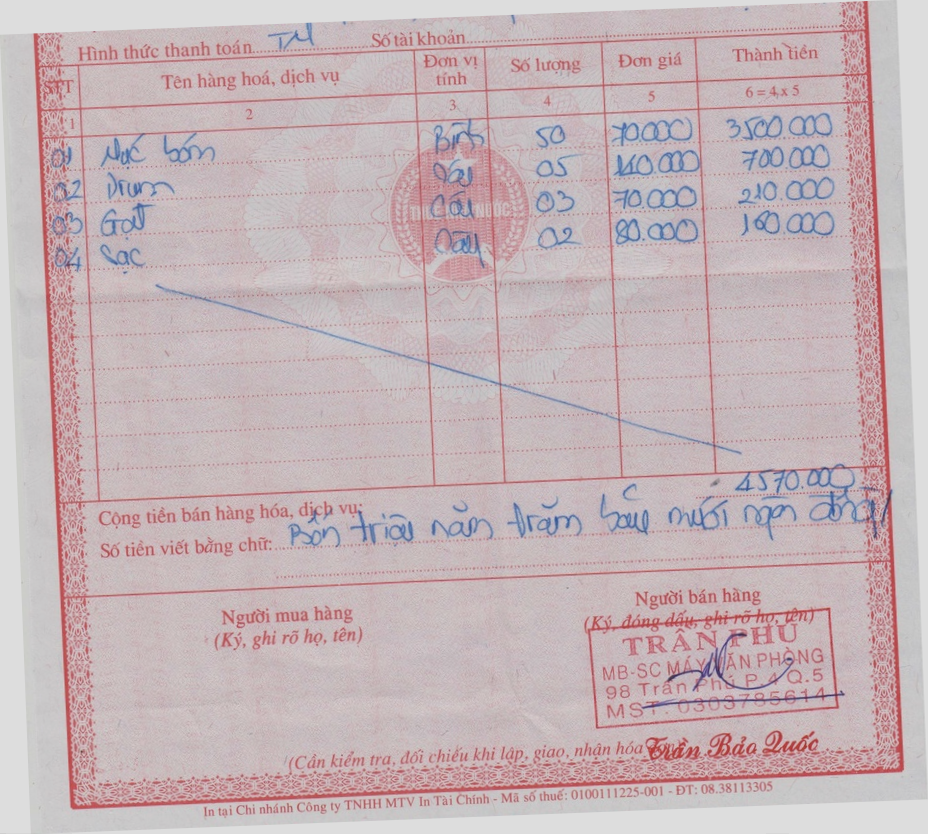 Hình thức thanh toán TM Số tài khoản
STT Tên hàng hoá, dịch vụ Đơn vị tính Số lượng Đơn giá Thành tiền
1 2 3 4 5 6 = 4 x 5
01 Mực bơm Bình 50 70.000 3500.000
02 Drum Cây 05 140.000 700.000
03 Gạt Cây 03 70.000 210.000
04 Sạc Cây 02 80.000 160.000
Cộng tiền bán hàng hóa, dịch vụ: 4570.000
Số tiền viết bằng chữ: Bốn triệu năm trăm bảy mươi ngàn đồng
Người mua hàng
(Ký, ghi rõ họ, tên)
Người bán hàng
(Ký, đóng dấu, ghi rõ họ, tên)
TRẦN PHÚ
MB-SC MÁY VĂN PHÒNG
98 Trần Phú P.4 Q.5
MST: 0303785614
(Cần kiểm tra, đối chiếu khi lập, giao, nhận hóa
Trần Bảo Quốc
In tại Chi nhánh Công ty TNHH MTV In Tài Chính - Mã số thuế: 0100111225-001 - ĐT: 08.38113305